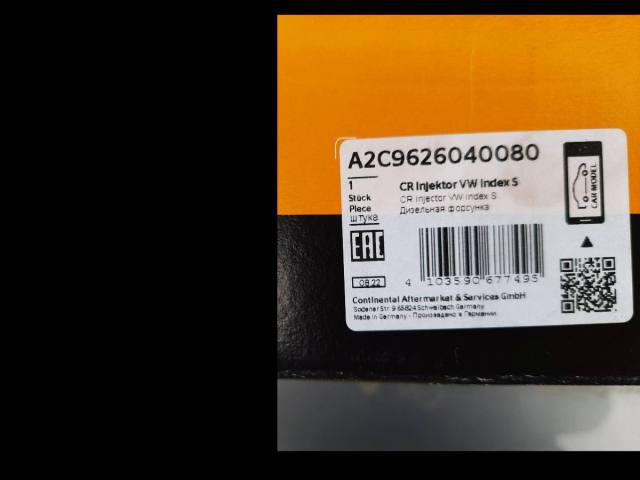 A2C9626040080
1
Stück
Piece
штука
CR Injektor VW Index S
CR Injector VW Index S
Дизельная форсунка
CAR MODEL
EAC
08.22
4 103590 677495
Continental Aftermarket & Services GmbH
Sodener Str. 9 65824 Schwalbach Germany
Made in Germany - Произведено в Германии